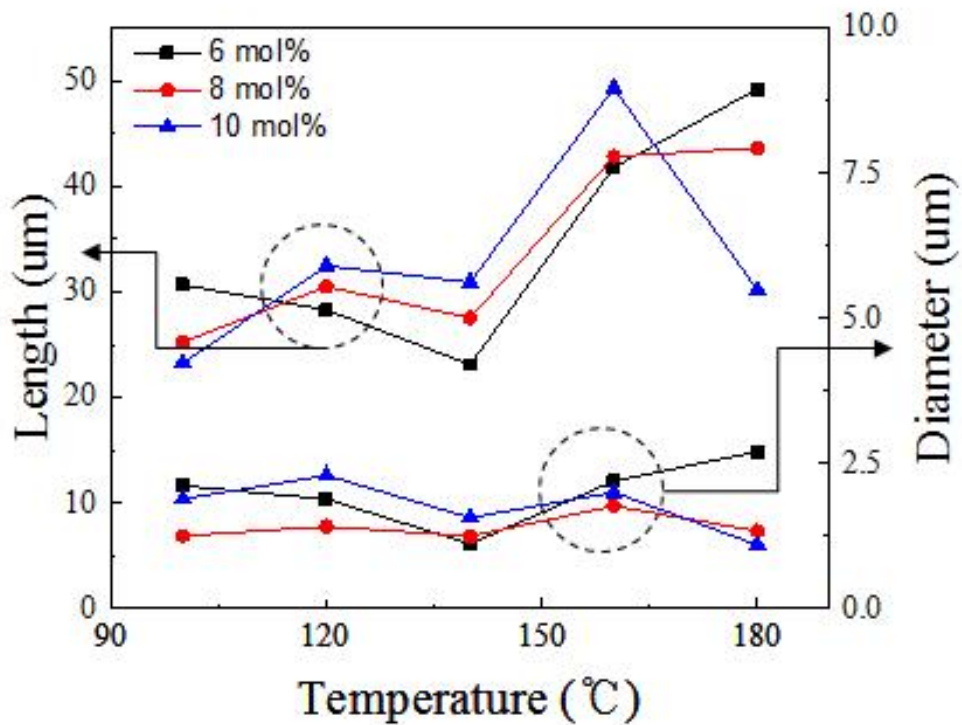 6 mol%
8 mol%
10 mol%
Length (um)
50
40
30
20
10
0
10.0
7.5
5.0
2.5
0.0
Diameter (um)
90
120
150
180
Temperature (℃)